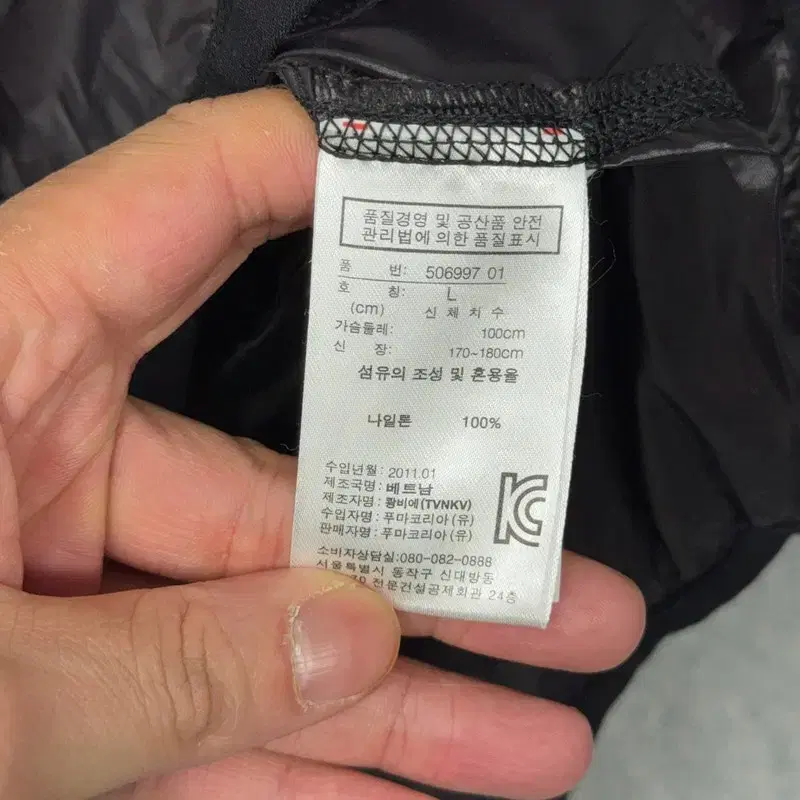 품질경영 및 공산품 안전
관리법에 의한 품질표시
품 번: 506997 01
호 칭: L
(cm) 신 체 치 수
가슴둘레: 100cm
신 장: 170~180cm
섬유의 조성 및 혼용율
나일론 100%
수입년월: 2011.01
제조국명: 베트남
제조자명: 쾅비에(TVNKV)
수입자명: 푸마코리아(유)
판매자명: 푸마코리아(유)
KC
소비자상담실:080-082-0888
서울특별시 동작구 신대방동
전문건설공제회관 24층